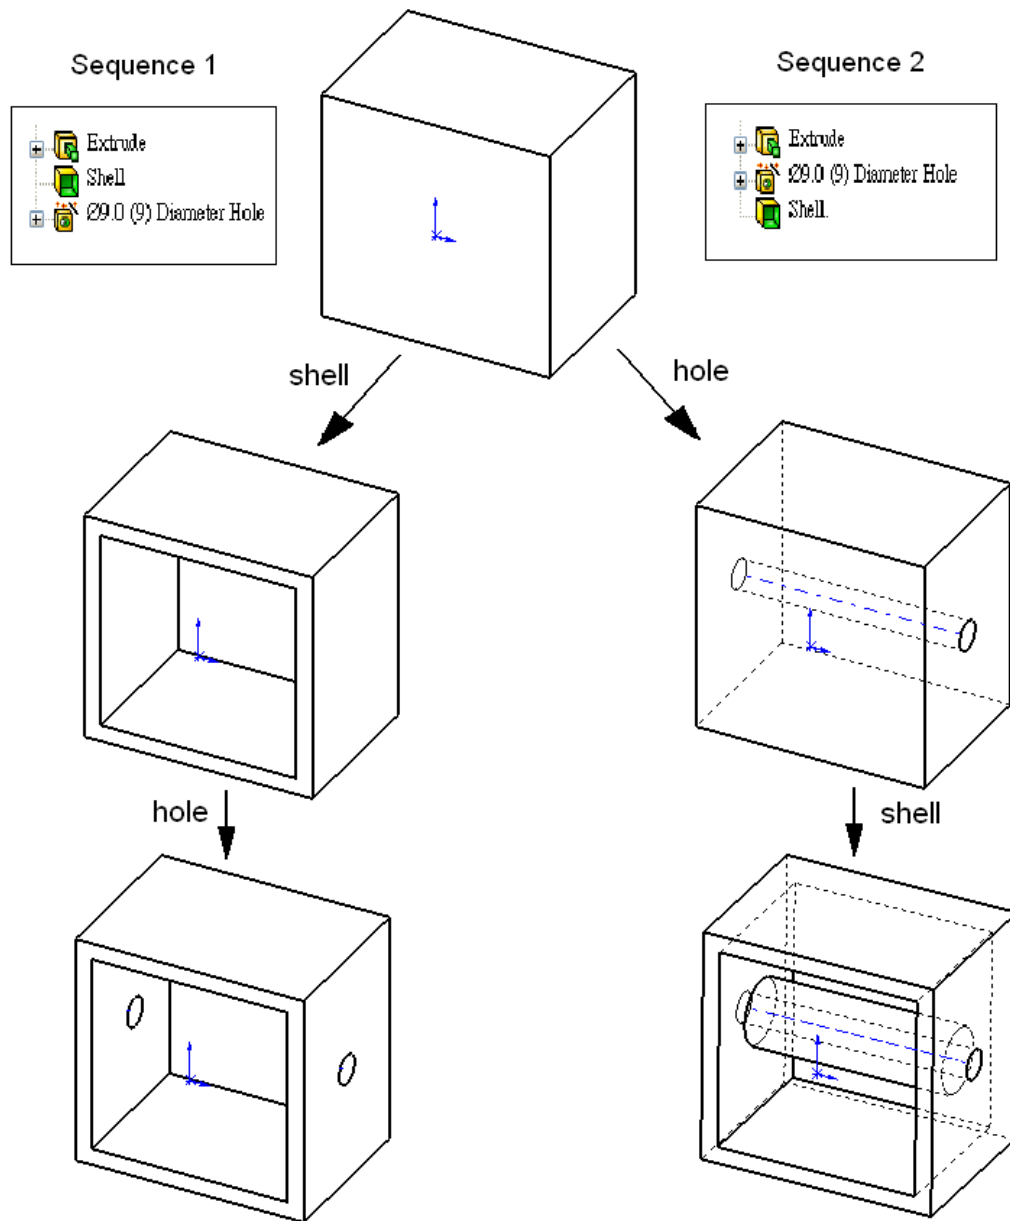 Sequence 1
Extrude
Shell
Ø9.0 (9) Diameter Hole
Sequence 2
Extrude
Ø9.0 (9) Diameter Hole
Shell.
shell
hole
hole
shell